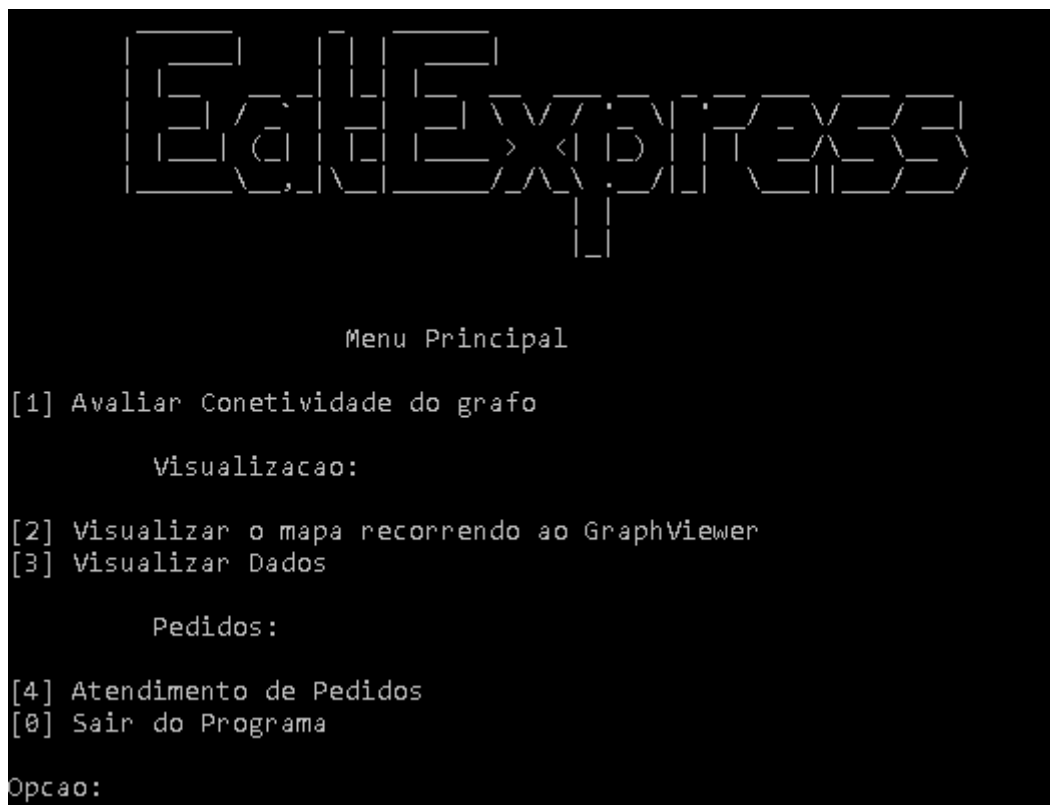 EatExpress
Menu Principal
[1] Avaliar Conetividade do grafo
Visualizacao:
[2] Visualizar o mapa recorrendo ao GraphViewer
[3] Visualizar Dados
Pedidos:
[4] Atendimento de Pedidos
[0] Sair do Programa
Opcao: